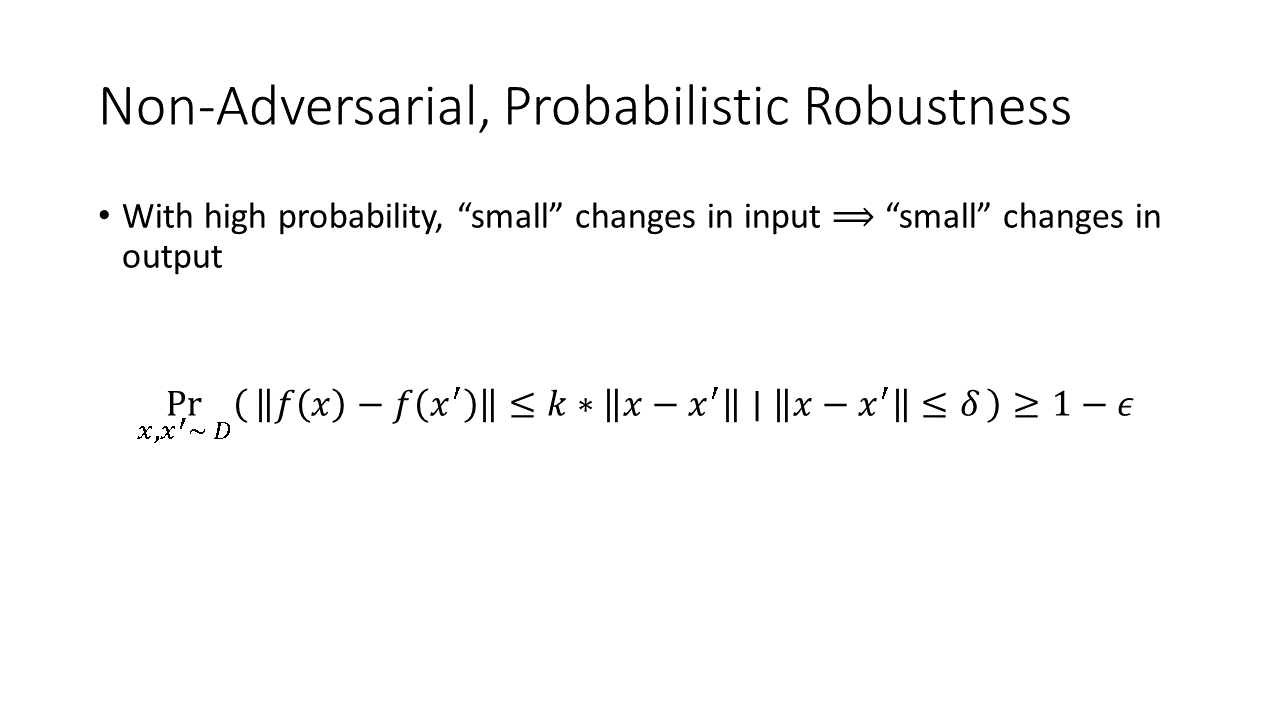 Non-Adversarial, Probabilistic Robustness
• With high probability, “small” changes in input ⟹ “small” changes in
output
Pr ( ‖𝑓(𝑥) − 𝑓(𝑥′)‖ ≤ 𝑘 ∗ ‖𝑥 − 𝑥′‖ | ‖𝑥 − 𝑥′‖ ≤ 𝛿 ) ≥ 1 − 𝜖
𝑥,𝑥′~ 𝐷